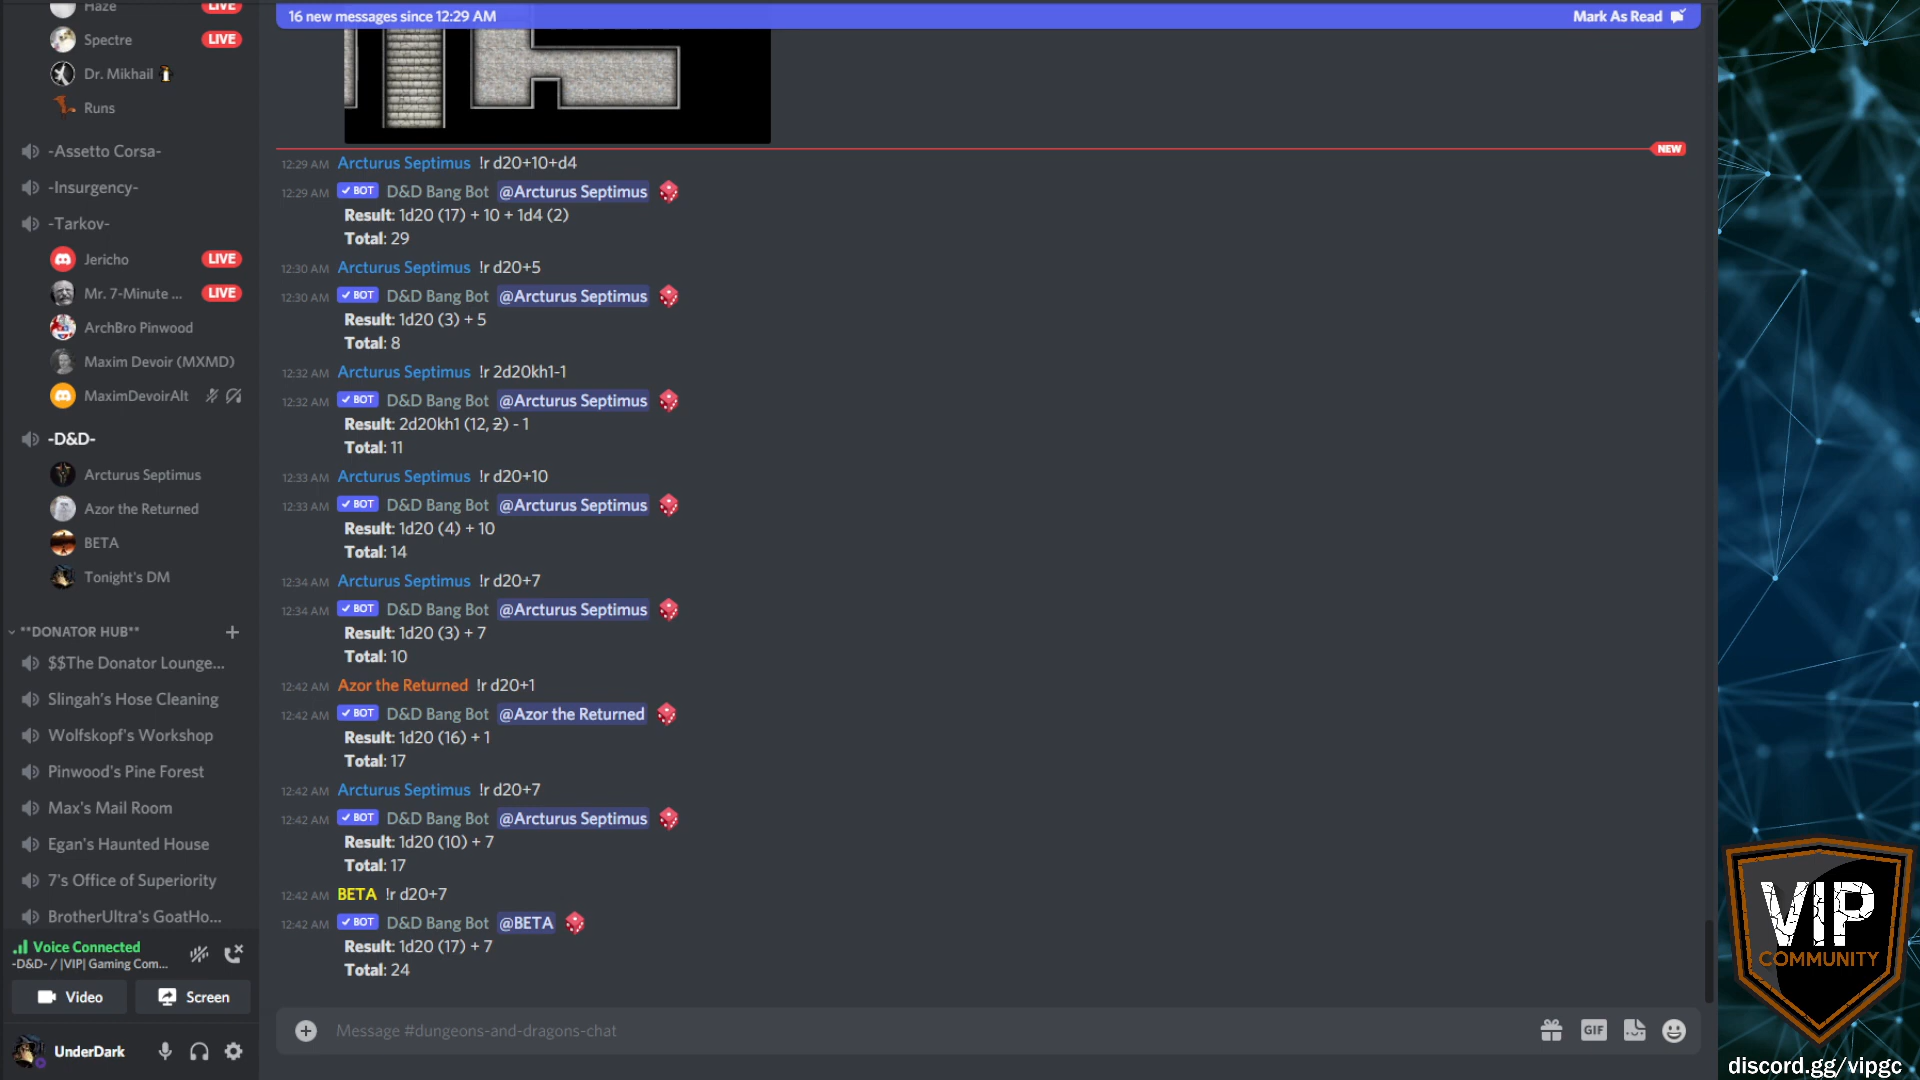 Haze LIVE
Spectre LIVE
Dr. Mikhail
Runs
-Assetto Corsa-
-Insurgency-
-Tarkov-
Jericho LIVE
Mr. 7-Minute ... LIVE
ArchBro Pinwood
Maxim Devoir (MXMD)
MaximDevoirAlt
-D&D-
Arcturus Septimus
Azor the Returned
BETA
Tonight's DM
**DONATOR HUB**
$$The Donator Lounge...
Slingah's Hose Cleaning
Wolfskopf's Workshop
Pinwood's Pine Forest
Max's Mail Room
Egan's Haunted House
7's Office of Superiority
BrotherUltra's GoatHo...
Voice Connected
-D&D- / |VIP| Gaming Com...
Video Screen
UnderDark
16 new messages since 12:29 AM Mark As Read
NEW
12:29 AM Arcturus Septimus !r d20+10+d4
12:29 AM BOT D&D Bang Bot @Arcturus Septimus
Result: 1d20 (17) + 10 + 1d4 (2)
Total: 29
12:30 AM Arcturus Septimus !r d20+5
12:30 AM BOT D&D Bang Bot @Arcturus Septimus
Result: 1d20 (3) + 5
Total: 8
12:32 AM Arcturus Septimus !r 2d20kh1-1
12:32 AM BOT D&D Bang Bot @Arcturus Septimus
Result: 2d20kh1 (12, 2) - 1
Total: 11
12:33 AM Arcturus Septimus !r d20+10
12:33 AM BOT D&D Bang Bot @Arcturus Septimus
Result: 1d20 (4) + 10
Total: 14
12:34 AM Arcturus Septimus !r d20+7
12:34 AM BOT D&D Bang Bot @Arcturus Septimus
Result: 1d20 (3) + 7
Total: 10
12:42 AM Azor the Returned !r d20+1
12:42 AM BOT D&D Bang Bot @Azor the Returned
Result: 1d20 (16) + 1
Total: 17
12:42 AM Arcturus Septimus !r d20+7
12:42 AM BOT D&D Bang Bot @Arcturus Septimus
Result: 1d20 (10) + 7
Total: 17
12:42 AM BETA !r d20+7
12:42 AM BOT D&D Bang Bot @BETA
Result: 1d20 (17) + 7
Total: 24
Message #dungeons-and-dragons-chat
GIF
VIP
COMMUNITY
discord.gg/vipgc